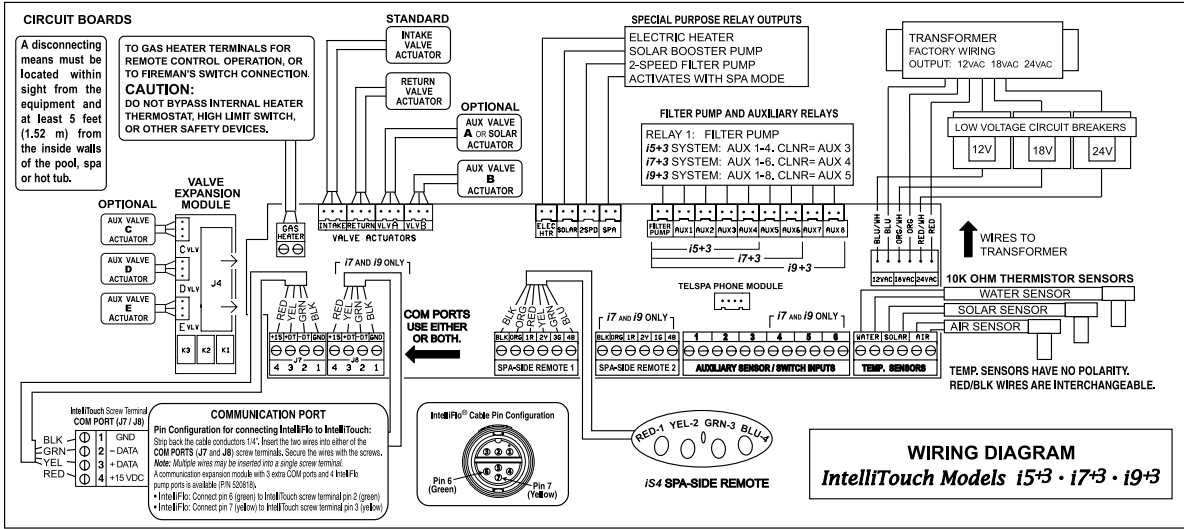 CIRCUIT BOARDS
A disconnecting
means must be
located within
sight from the
equipment and
at least 5 feet
(1.52 m) from
the inside walls
of the pool, spa
or hot tub.
TO GAS HEATER TERMINALS FOR
REMOTE CONTROL OPERATION, OR
TO FIREMAN'S SWITCH CONNECTION.
CAUTION:
DO NOT BYPASS INTERNAL HEATER
THERMOSTAT, HIGH LIMIT SWITCH,
OR OTHER SAFETY DEVICES.
STANDARD
INTAKE
VALVE
ACTUATOR
RETURN
VALVE
ACTUATOR
OPTIONAL
AUX VALVE
A OR SOLAR
ACTUATOR
AUX VALVE
B
ACTUATOR
SPECIAL PURPOSE RELAY OUTPUTS
ELECTRIC HEATER
SOLAR BOOSTER PUMP
2-SPEED FILTER PUMP
ACTIVATES WITH SPA MODE
FILTER PUMP AND AUXILIARY RELAYS
RELAY 1: FILTER PUMP
i5+3 SYSTEM: AUX 1-4. CLNR= AUX 3
i7+3 SYSTEM: AUX 1-6. CLNR= AUX 4
i9+3 SYSTEM: AUX 1-8. CLNR= AUX 5
TRANSFORMER
FACTORY WIRING
OUTPUT: 12VAC 18VAC 24VAC
LOW VOLTAGE CIRCUIT BREAKERS
12V 18V 24V
BLU/WH BLU ORG/WH ORG RED/WH RED
WIRES TO
TRANSFORMER
12VAC 18VAC 24VAC
VALVE
EXPANSION
MODULE
OPTIONAL
AUX VALVE
C
ACTUATOR
C VLV
AUX VALVE
D
ACTUATOR
D VLV
AUX VALVE
E
ACTUATOR
E VLV
J4
K3 K2 K1
GAS
HEATER
INTAKE RETURN VLVA VLVB
VALVE ACTUATORS
ELEC
HTR SOLAR 2SPD SPA
FILTER
PUMP AUX1 AUX2 AUX3 AUX4 AUX5 AUX6 AUX7 AUX8
i5+3
i7+3
i9+3
TELSPA PHONE MODULE
10K OHM THERMISTOR SENSORS
WATER SENSOR
SOLAR SENSOR
AIR SENSOR
TEMP. SENSORS HAVE NO POLARITY.
RED/BLK WIRES ARE INTERCHANGEABLE.
i7 AND i9 ONLY
RED YEL GRN BLK
RED YEL GRN BLK
+15 +DT -DT GND
J7
4 3 2 1
+15 +DT -DT GND
J8
4 3 2 1
COM PORTS
USE EITHER
OR BOTH.
BLK ORG RED YEL GRN BLU
BLK ORG 1R 2Y 3G 4B
SPA-SIDE REMOTE 1
i7 AND i9 ONLY
BLK ORG 1R 2Y 1G 4B
SPA-SIDE REMOTE 2
i7 AND i9 ONLY
1 2 3 4 5 6
AUXILIARY SENSOR / SWITCH INPUTS
WATER SOLAR AIR
TEMP. SENSORS
IntelliTouch Screw Terminal
COM PORT (J7 / J8)
BLK 1 GND
GRN 2 - DATA
YEL 3 + DATA
RED 4 +15 VDC
COMMUNICATION PORT
Pin Configuration for connecting IntelliFlo to IntelliTouch:
Strip back the cable conductors 1/4". Insert the two wires into either of the
COM PORTS (J7 and J8) screw terminals. Secure the wires with the screws.
Note: Multiple wires may be inserted into a single screw terminal.
A communication expansion module with 3 extra COM ports and 4 IntelliFlo
pump ports is available (P/N 520818).
• IntelliFlo: Connect pin 6 (green) to IntelliTouch screw terminal pin 2 (green)
• IntelliFlo: Connect pin 7 (yellow) to IntelliTouch screw terminal pin 3 (yellow)
IntelliFlo® Cable Pin Configuration
Pin 6
(Green)
Pin 7
(Yellow)
RED-1 YEL-2 GRN-3 BLU-4
iS4 SPA-SIDE REMOTE
WIRING DIAGRAM
IntelliTouch Models i5+3 · i7+3 · i9+3